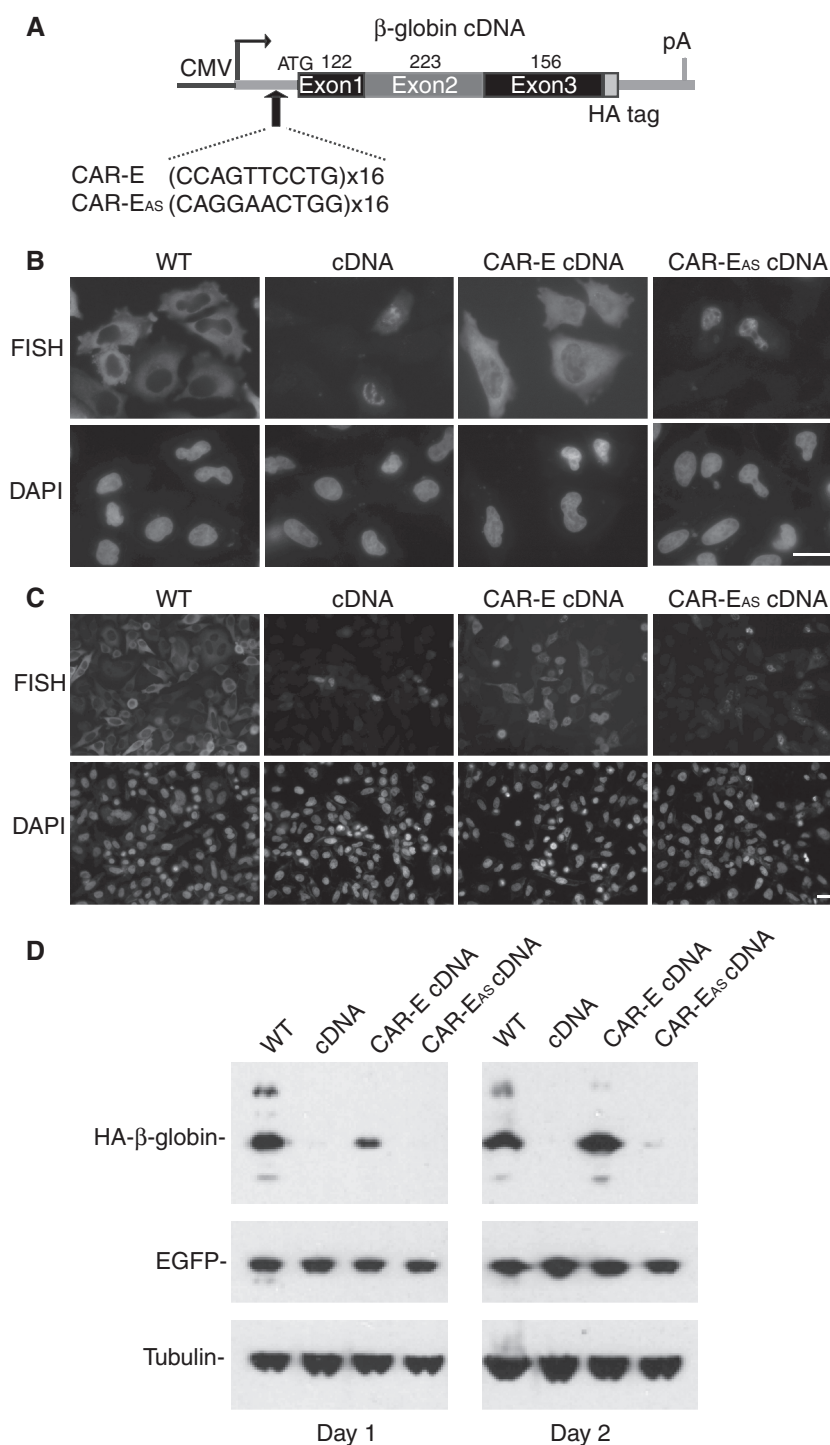 A
β-globin cDNA
pA
CMV
ATG 122 223 156
Exon1 Exon2 Exon3
HA tag
CAR-E (CCAGTTCCTG)x16
CAR-EAS (CAGGAACTGG)x16
B
WT cDNA CAR-E cDNA CAR-EAS cDNA
FISH
DAPI
C
WT cDNA CAR-E cDNA CAR-EAS cDNA
FISH
DAPI
D
WT cDNA CAR-E cDNA CAR-EAS cDNA WT cDNA CAR-E cDNA CAR-EAS cDNA
HA-β-globin-
EGFP-
Tubulin-
Day 1 Day 2